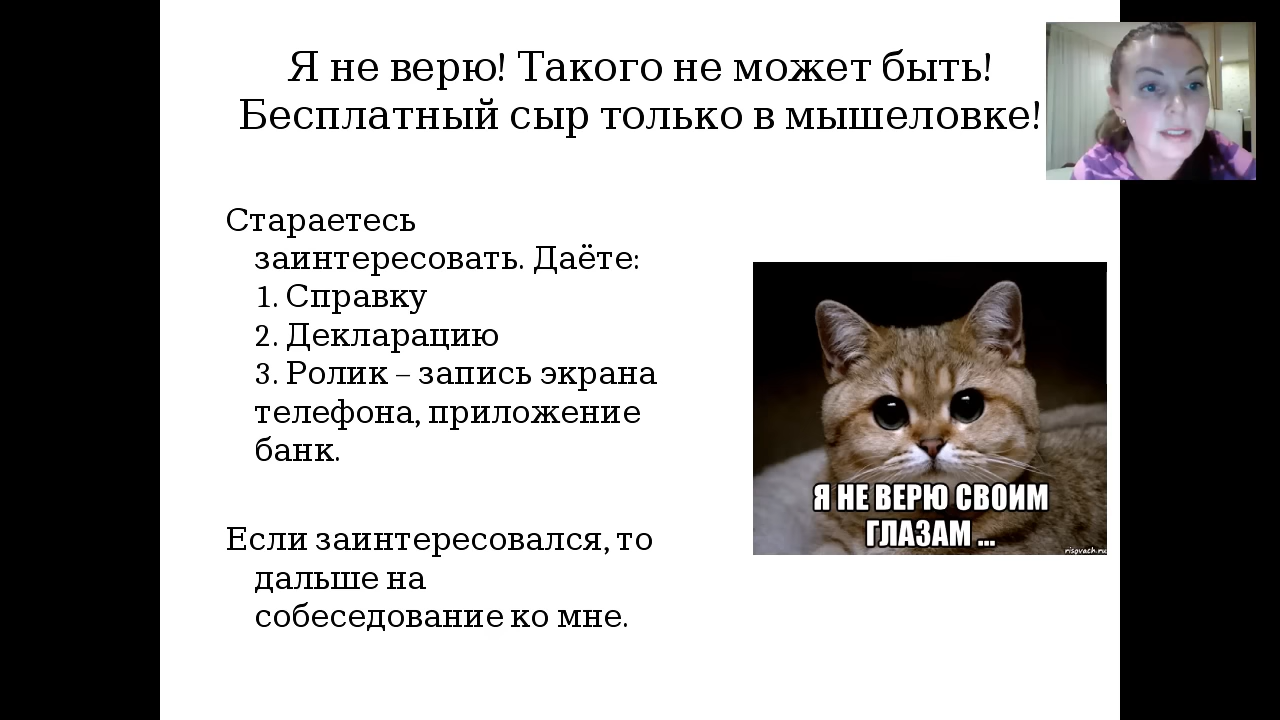 Я не верю! Такого не может быть!
Бесплатный сыр только в мышеловке!
Стараетесь
заинтересовать. Даёте:
1. Справку
2. Декларацию
3. Ролик – запись экрана
телефона, приложение
банк.
Если заинтересовался, то
дальше на
собеседование ко мне.
Я НЕ ВЕРЮ СВОИМ
ГЛАЗАМ ...
risovach.ru